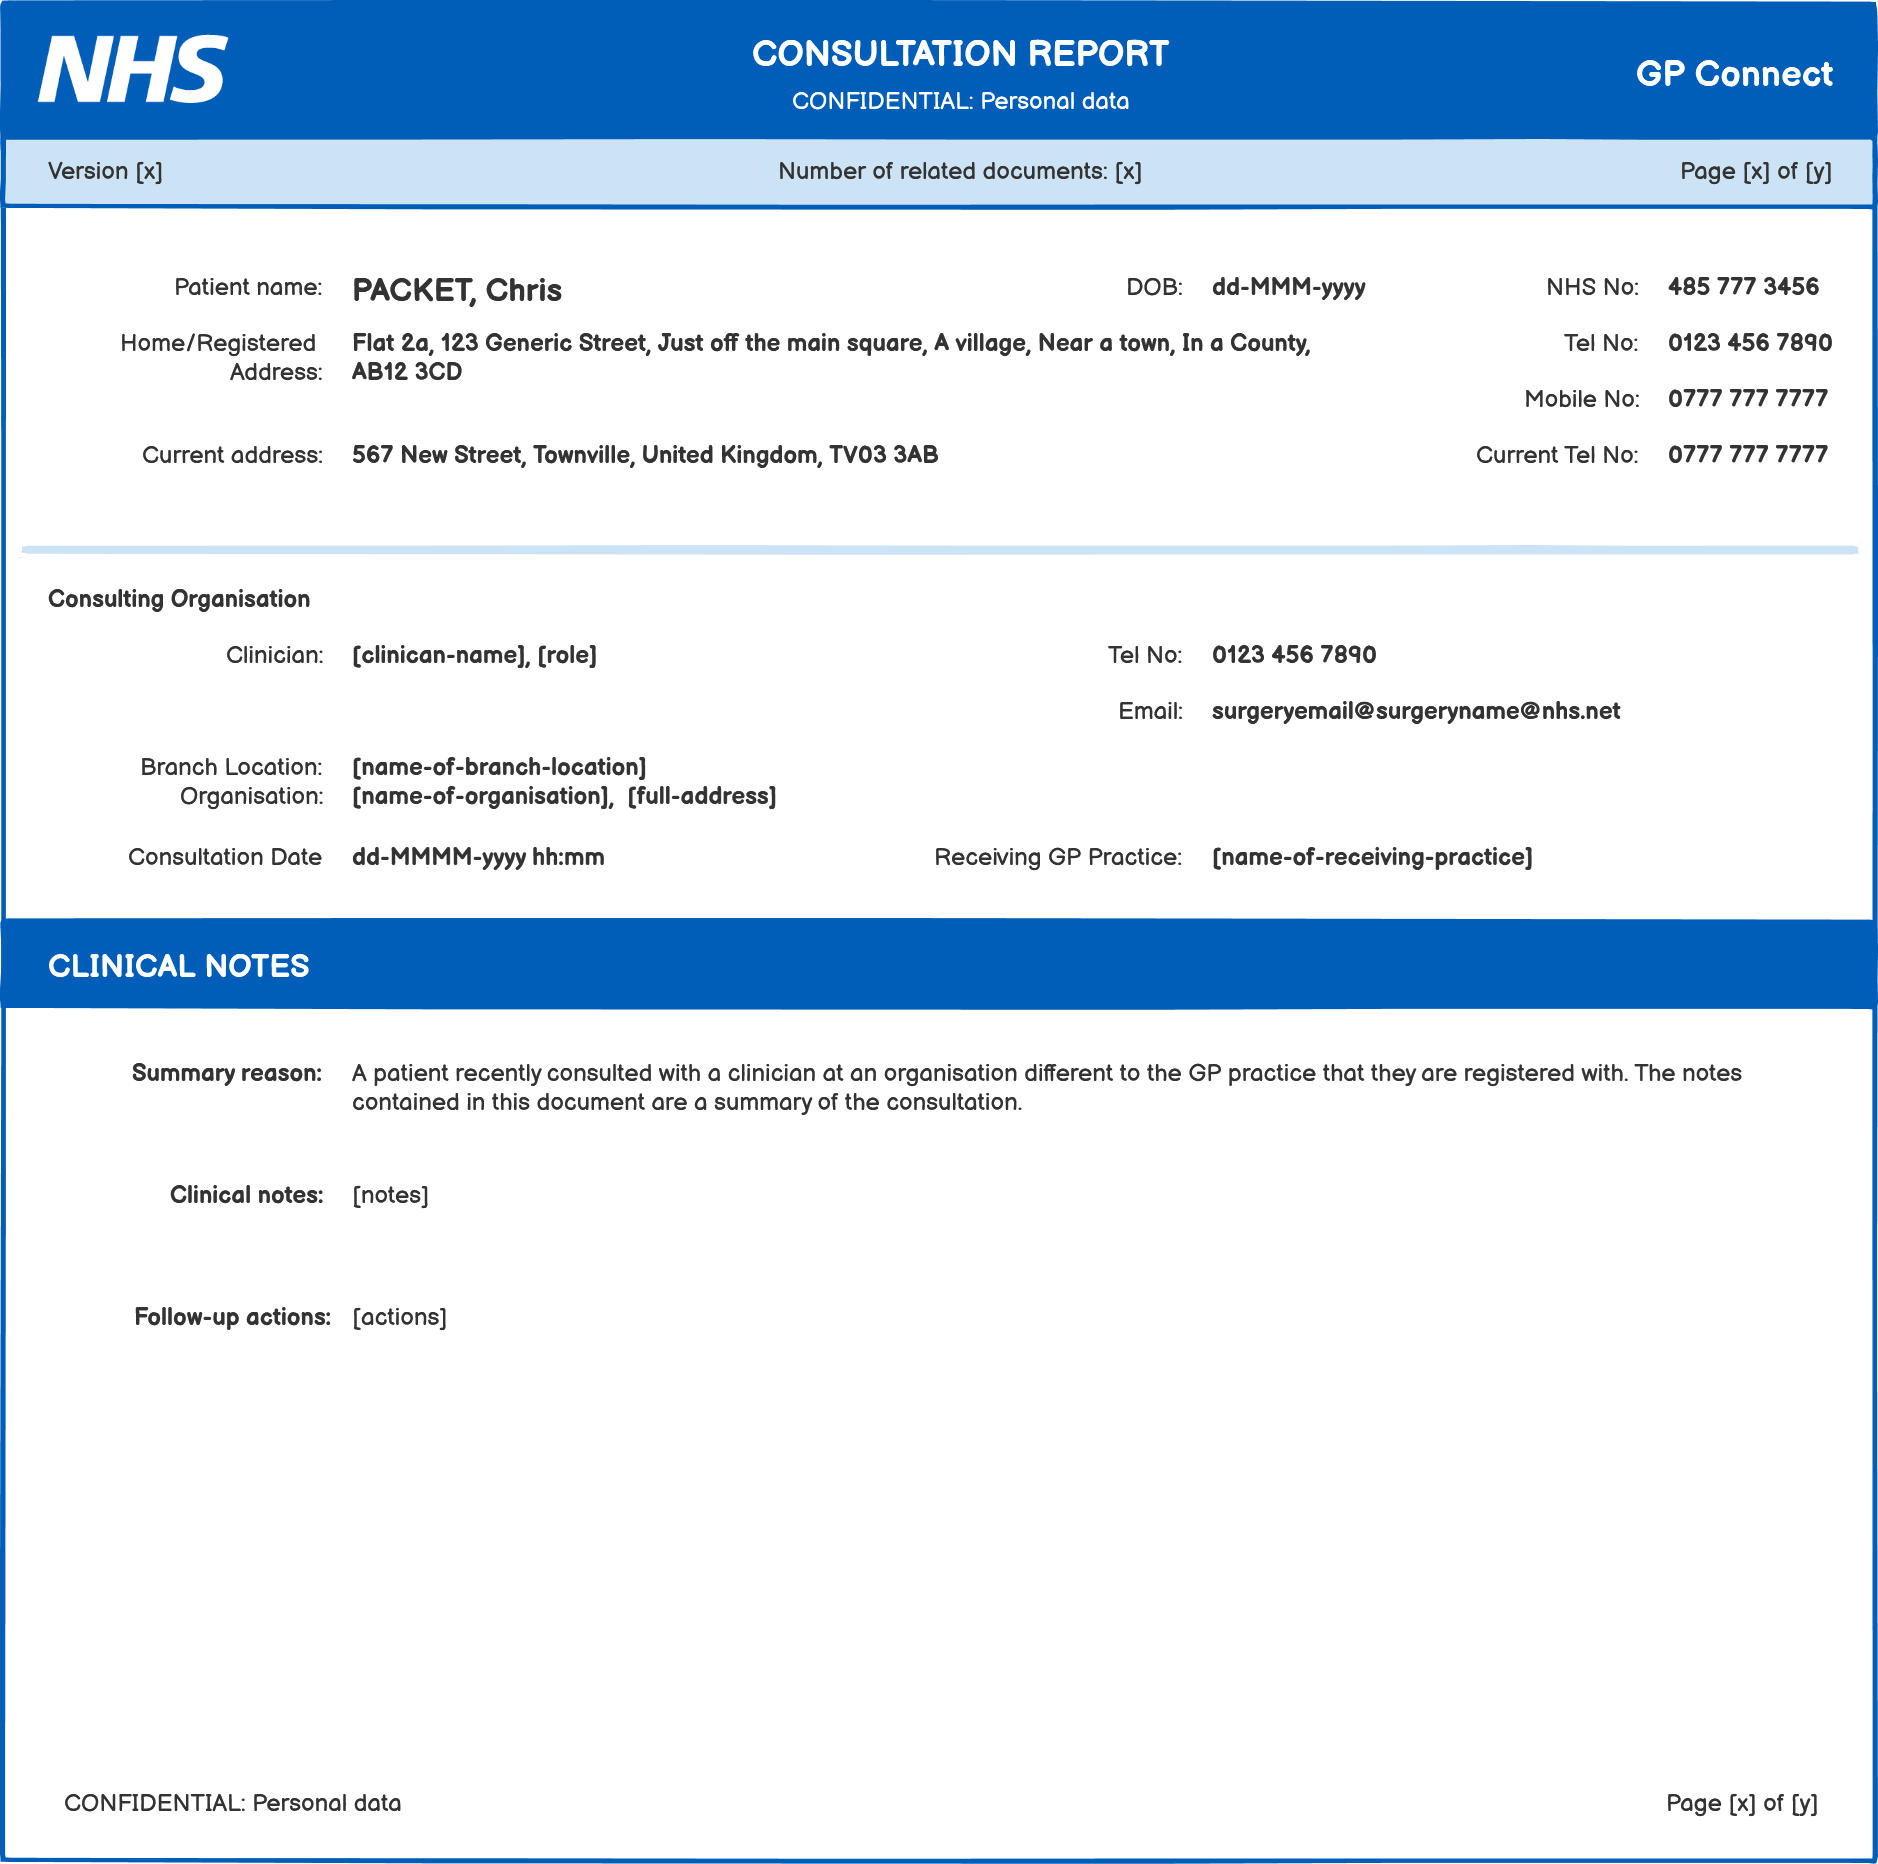 NHS
CONSULTATION REPORT
CONFIDENTIAL: Personal data
GP Connect
Version [x]
Number of related documents: [x]
Page [x] of [y]
Patient name: PACKET, Chris
DOB: dd-MMM-yyyy
NHS No: 485 777 3456
Home/Registered Address: Flat 2a, 123 Generic Street, Just off the main square, A village, Near a town, In a County,
AB12 3CD
Tel No: 0123 456 7890
Mobile No: 0777 777 7777
Current address: 567 New Street, Townville, United Kingdom, TV03 3AB
Current Tel No: 0777 777 7777
Consulting Organisation
Clinician: [clinican-name], [role]
Tel No: 0123 456 7890
Email: surgeryemail@surgeryname@nhs.net
Branch Location: [name-of-branch-location]
Organisation: [name-of-organisation], [full-address]
Consultation Date dd-MMMM-yyyy hh:mm
Receiving GP Practice: [name-of-receiving-practice]
CLINICAL NOTES
Summary reason: A patient recently consulted with a clinician at an organisation different to the GP practice that they are registered with. The notes
contained in this document are a summary of the consultation.
Clinical notes: [notes]
Follow-up actions: [actions]
CONFIDENTIAL: Personal data
Page [x] of [y]